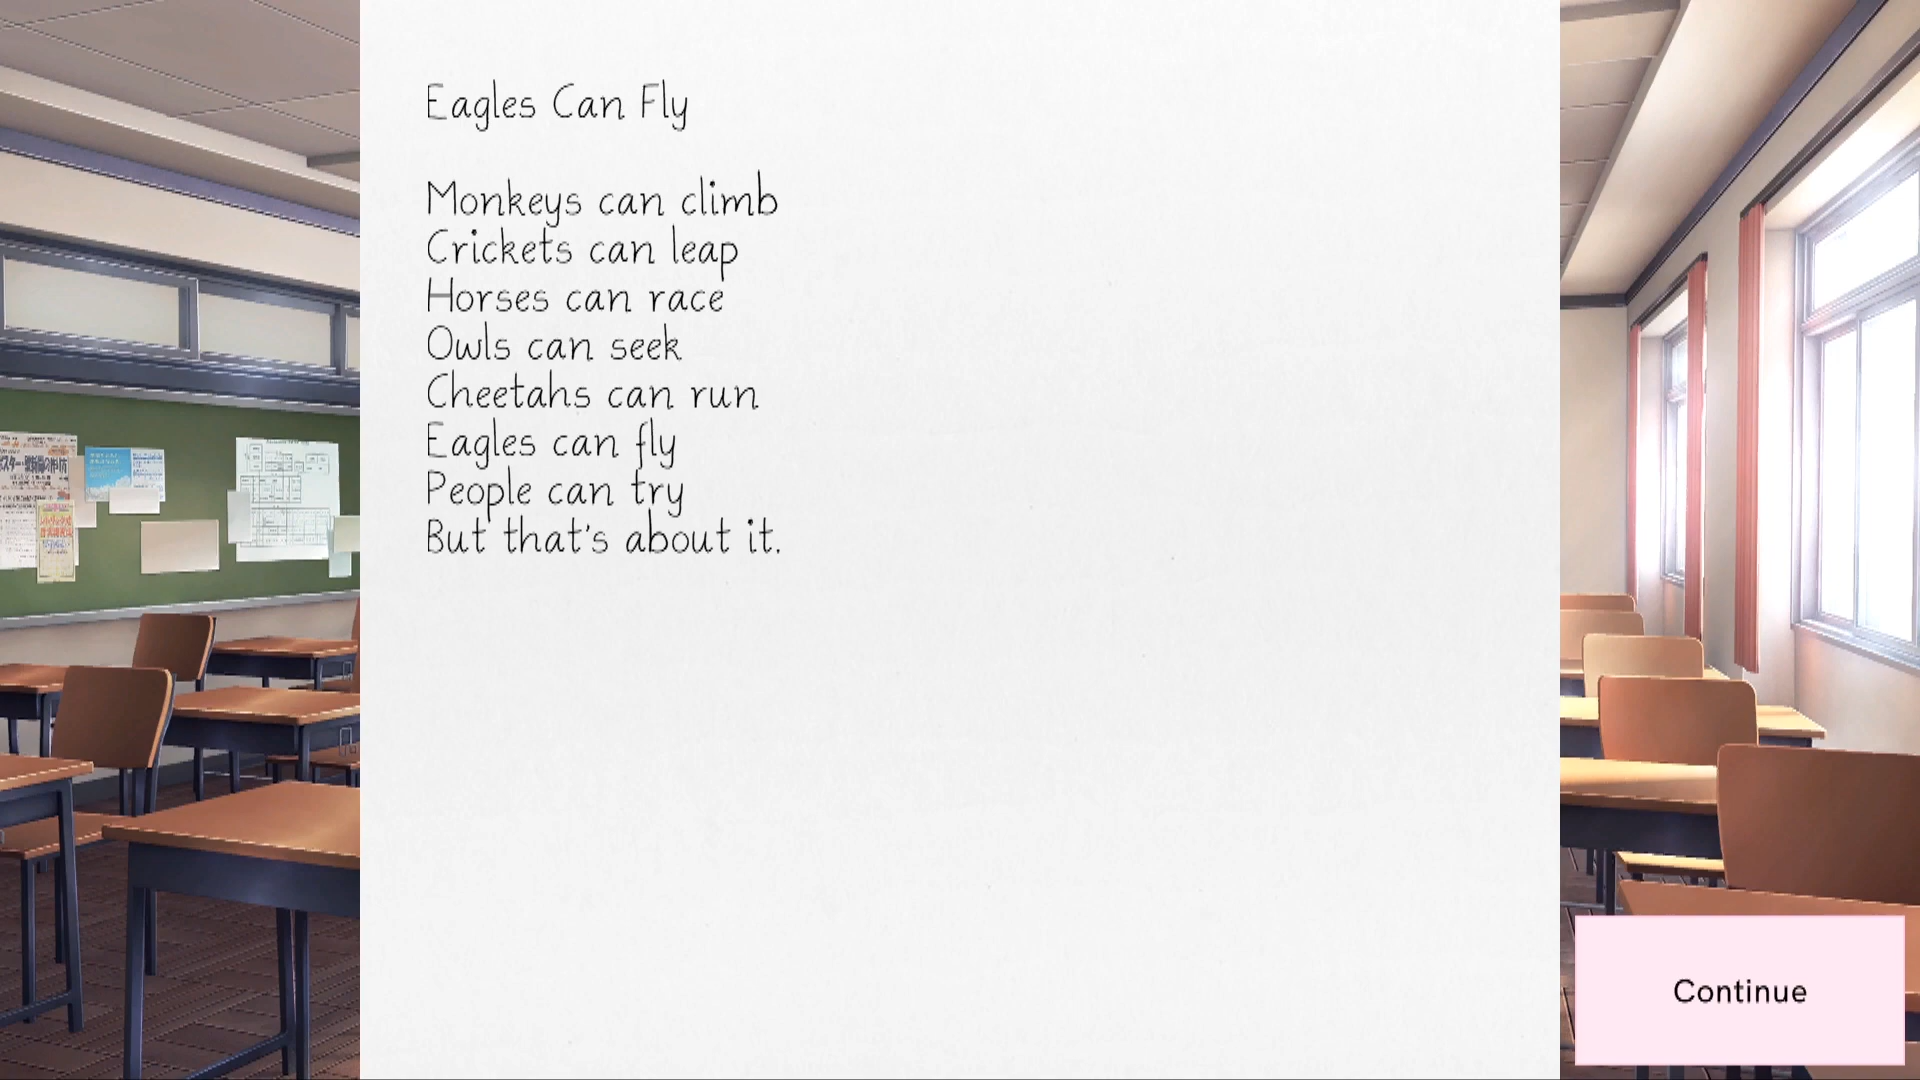 Eagles Can Fly
Monkeys can climb
Crickets can leap
Horses can race
Owls can seek
Cheetahs can run
Eagles can fly
People can try
But that's about it.
Continue